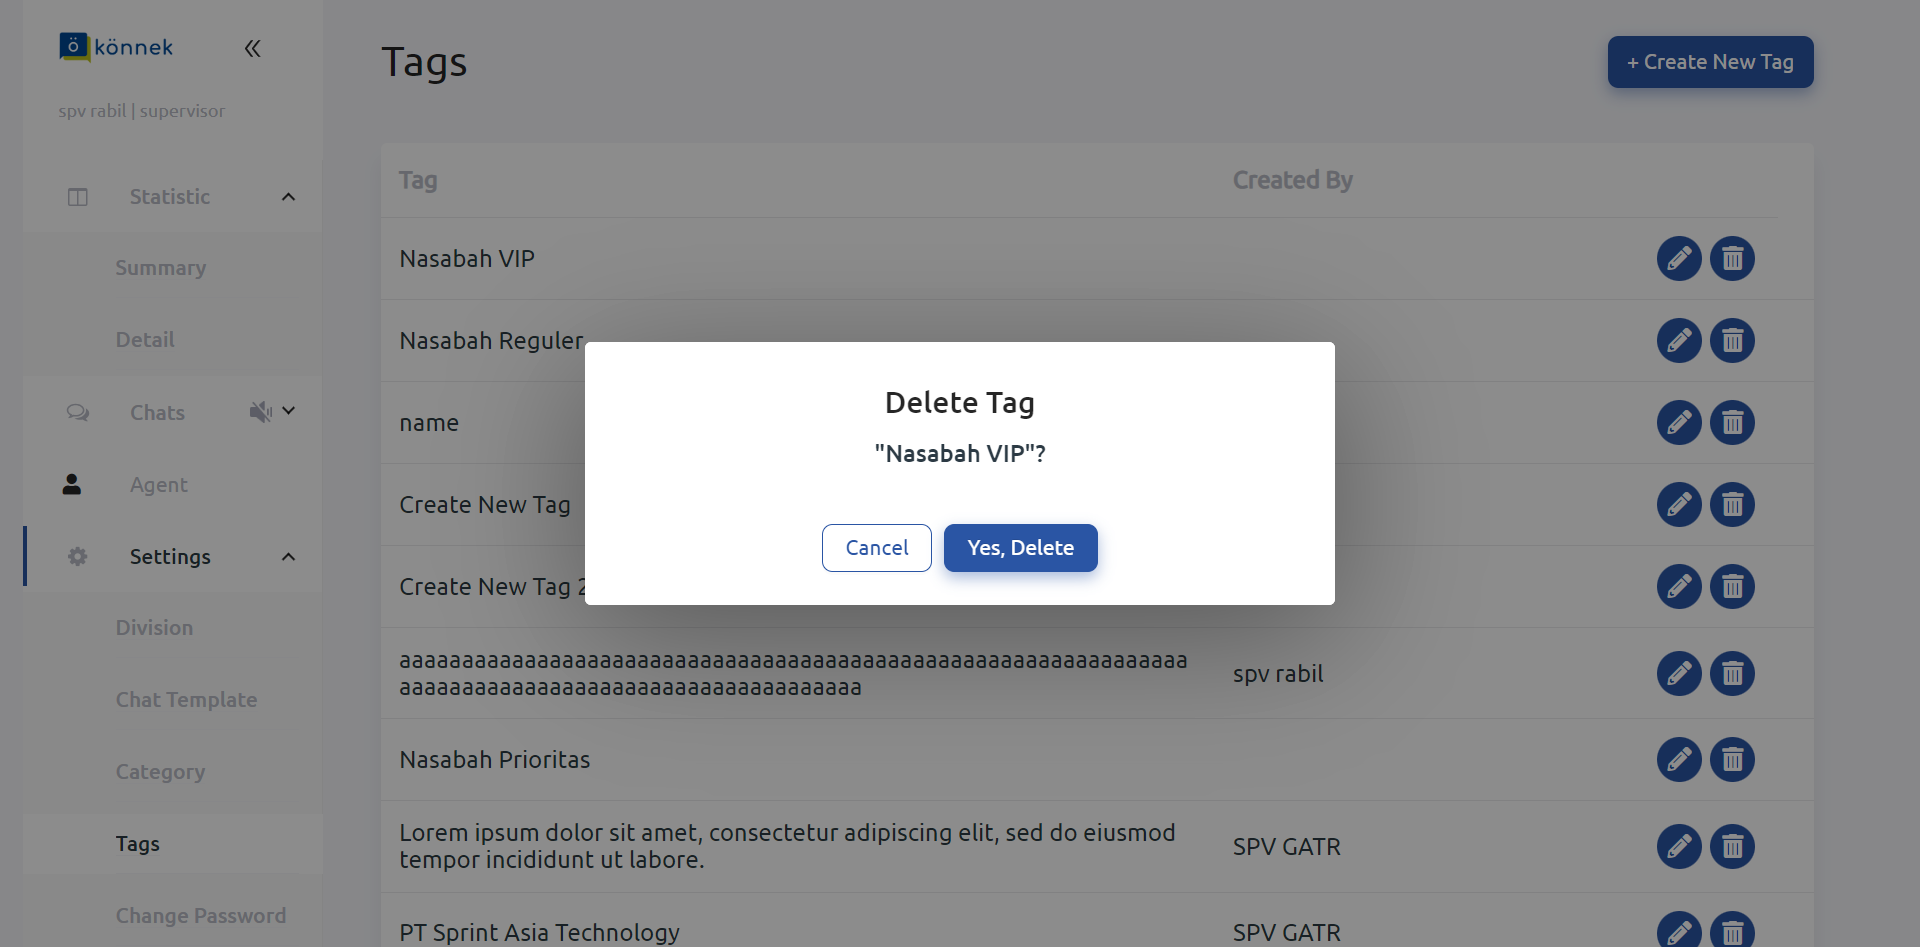 könnek
spv rabil | supervisor
Statistic
Summary
Detail
Chats
Agent
Settings
Division
Chat Template
Category
Tags
Change Password
Tags
+ Create New Tag
Tag Created By
Nasabah VIP
Nasabah Reguler
name
Create New Tag
Create New Tag 2
aaaaaaaaaaaaaaaaaaaaaaaaaaaaaaaaaaaaaaaaaaaaaaaaaaaaaaaaaaaaaaa
aaaaaaaaaaaaaaaaaaaaaaaaaaaaaaaaaaaaa
spv rabil
Nasabah Prioritas
Lorem ipsum dolor sit amet, consectetur adipiscing elit, sed do eiusmod
tempor incididunt ut labore.
SPV GATR
PT Sprint Asia Technology SPV GATR
Delete Tag
"Nasabah VIP"?
Cancel Yes, Delete